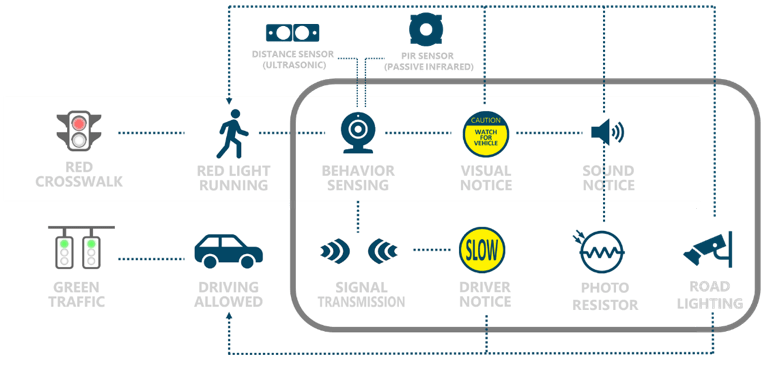 DISTANCE SENSOR
(ULTRASONIC)
PIR SENSOR
(PASSIVE INFRARED)
RED
CROSSWALK
RED LIGHT
RUNNING
BEHAVIOR
SENSING
CAUTION
WATCH
FOR
VEHICLE
VISUAL
NOTICE
SOUND
NOTICE
GREEN
TRAFFIC
DRIVING
ALLOWED
SIGNAL
TRANSMISSION
SLOW
DRIVER
NOTICE
PHOTO
RESISTOR
ROAD
LIGHTING